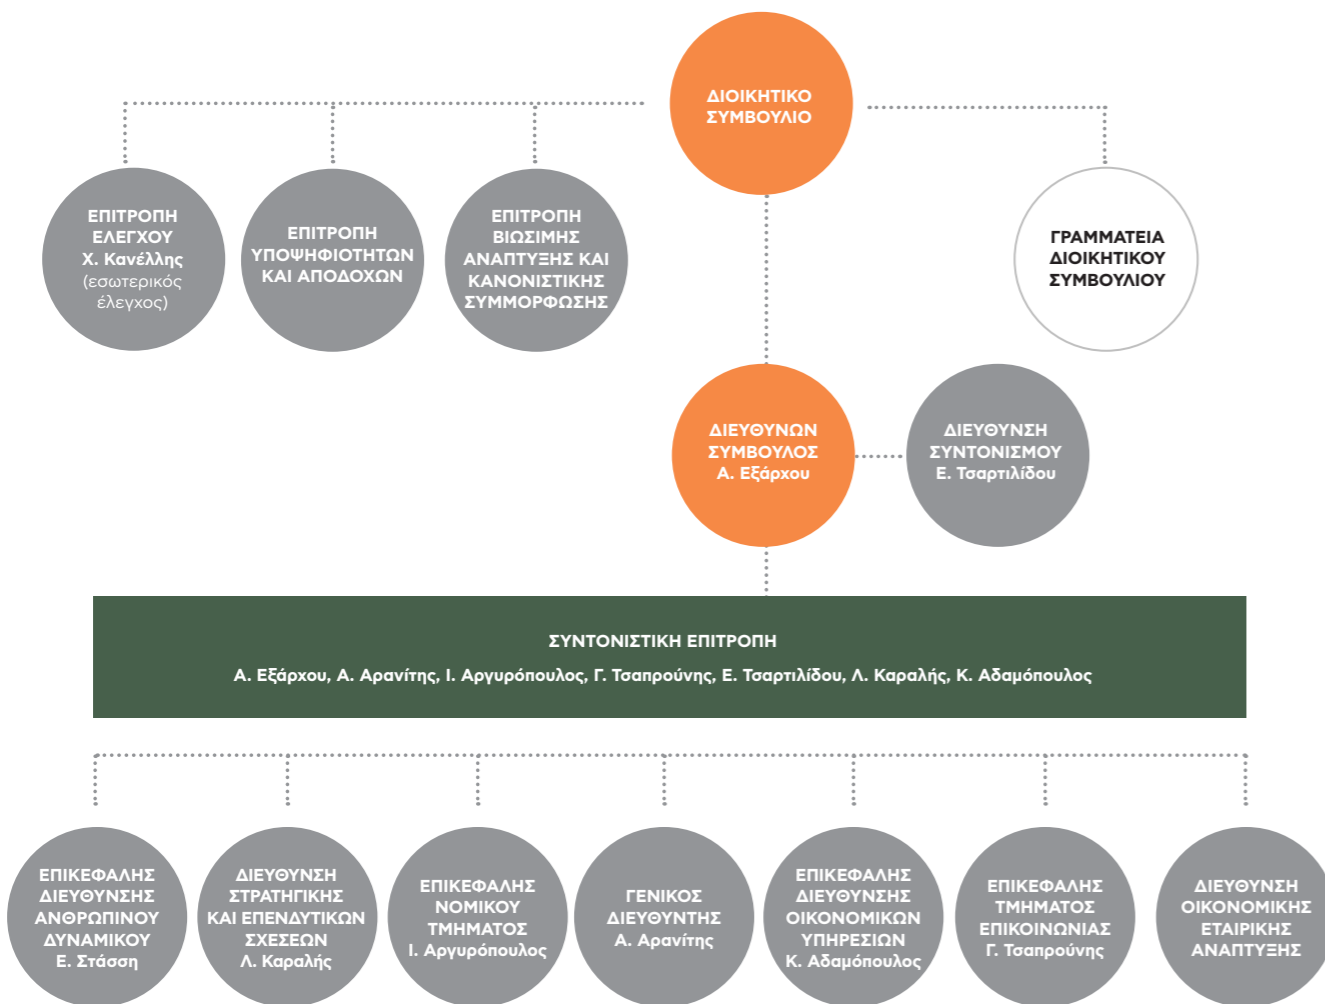 ΔΙΟΙΚΗΤΙΚΟ
ΣΥΜΒΟΥΛΙΟ
ΕΠΙΤΡΟΠΗ
ΕΛΕΓΧΟΥ
Χ. Κανέλλης
(εσωτερικός
έλεγχος)
ΕΠΙΤΡΟΠΗ
ΥΠΟΨΗΦΙΟΤΗΤΩΝ
ΚΑΙ ΑΠΟΔΟΧΩΝ
ΕΠΙΤΡΟΠΗ
ΒΙΩΣΙΜΗΣ
ΑΝΑΠΤΥΞΗΣ ΚΑΙ
ΚΑΝΟΝΙΣΤΙΚΗΣ
ΣΥΜΜΟΡΦΩΣΗΣ
ΓΡΑΜΜΑΤΕΙΑ
ΔΙΟΙΚΗΤΙΚΟΥ
ΣΥΜΒΟΥΛΙΟΥ
ΔΙΕΥΘΥΝΩΝ
ΣΥΜΒΟΥΛΟΣ
Α. Εξάρχου
ΔΙΕΥΘΥΝΣΗ
ΣΥΝΤΟΝΙΣΜΟΥ
Ε. Τσαρτιλίδου
ΣΥΝΤΟΝΙΣΤΙΚΗ ΕΠΙΤΡΟΠΗ
Α. Εξάρχου, Α. Αρανίτης, Ι. Αργυρόπουλος, Γ. Τσαπρούνης, Ε. Τσαρτιλίδου, Λ. Καραλής, Κ. Αδαμόπουλος
ΕΠΙΚΕΦΑΛΗΣ
ΔΙΕΥΘΥΝΣΗΣ
ΑΝΘΡΩΠΙΝΟΥ
ΔΥΝΑΜΙΚΟΥ
Ε. Στάσση
ΔΙΕΥΘΥΝΣΗ
ΣΤΡΑΤΗΓΙΚΗΣ
ΚΑΙ ΕΠΕΝΔΥΤΙΚΩΝ
ΣΧΕΣΕΩΝ
Λ. Καραλής
ΕΠΙΚΕΦΑΛΗΣ
ΝΟΜΙΚΟΥ
ΤΜΗΜΑΤΟΣ
Ι. Αργυρόπουλος
ΓΕΝΙΚΟΣ
ΔΙΕΥΘΥΝΤΗΣ
Α. Αρανίτης
ΕΠΙΚΕΦΑΛΗΣ
ΔΙΕΥΘΥΝΣΗΣ
ΟΙΚΟΝΟΜΙΚΩΝ
ΥΠΗΡΕΣΙΩΝ
Κ. Αδαμόπουλος
ΕΠΙΚΕΦΑΛΗΣ
ΤΜΗΜΑΤΟΣ
ΕΠΙΚΟΙΝΩΝΙΑΣ
Γ. Τσαπρούνης
ΔΙΕΥΘΥΝΣΗ
ΟΙΚΟΝΟΜΙΚΗΣ
ΕΤΑΙΡΙΚΗΣ
ΑΝΑΠΤΥΞΗΣ